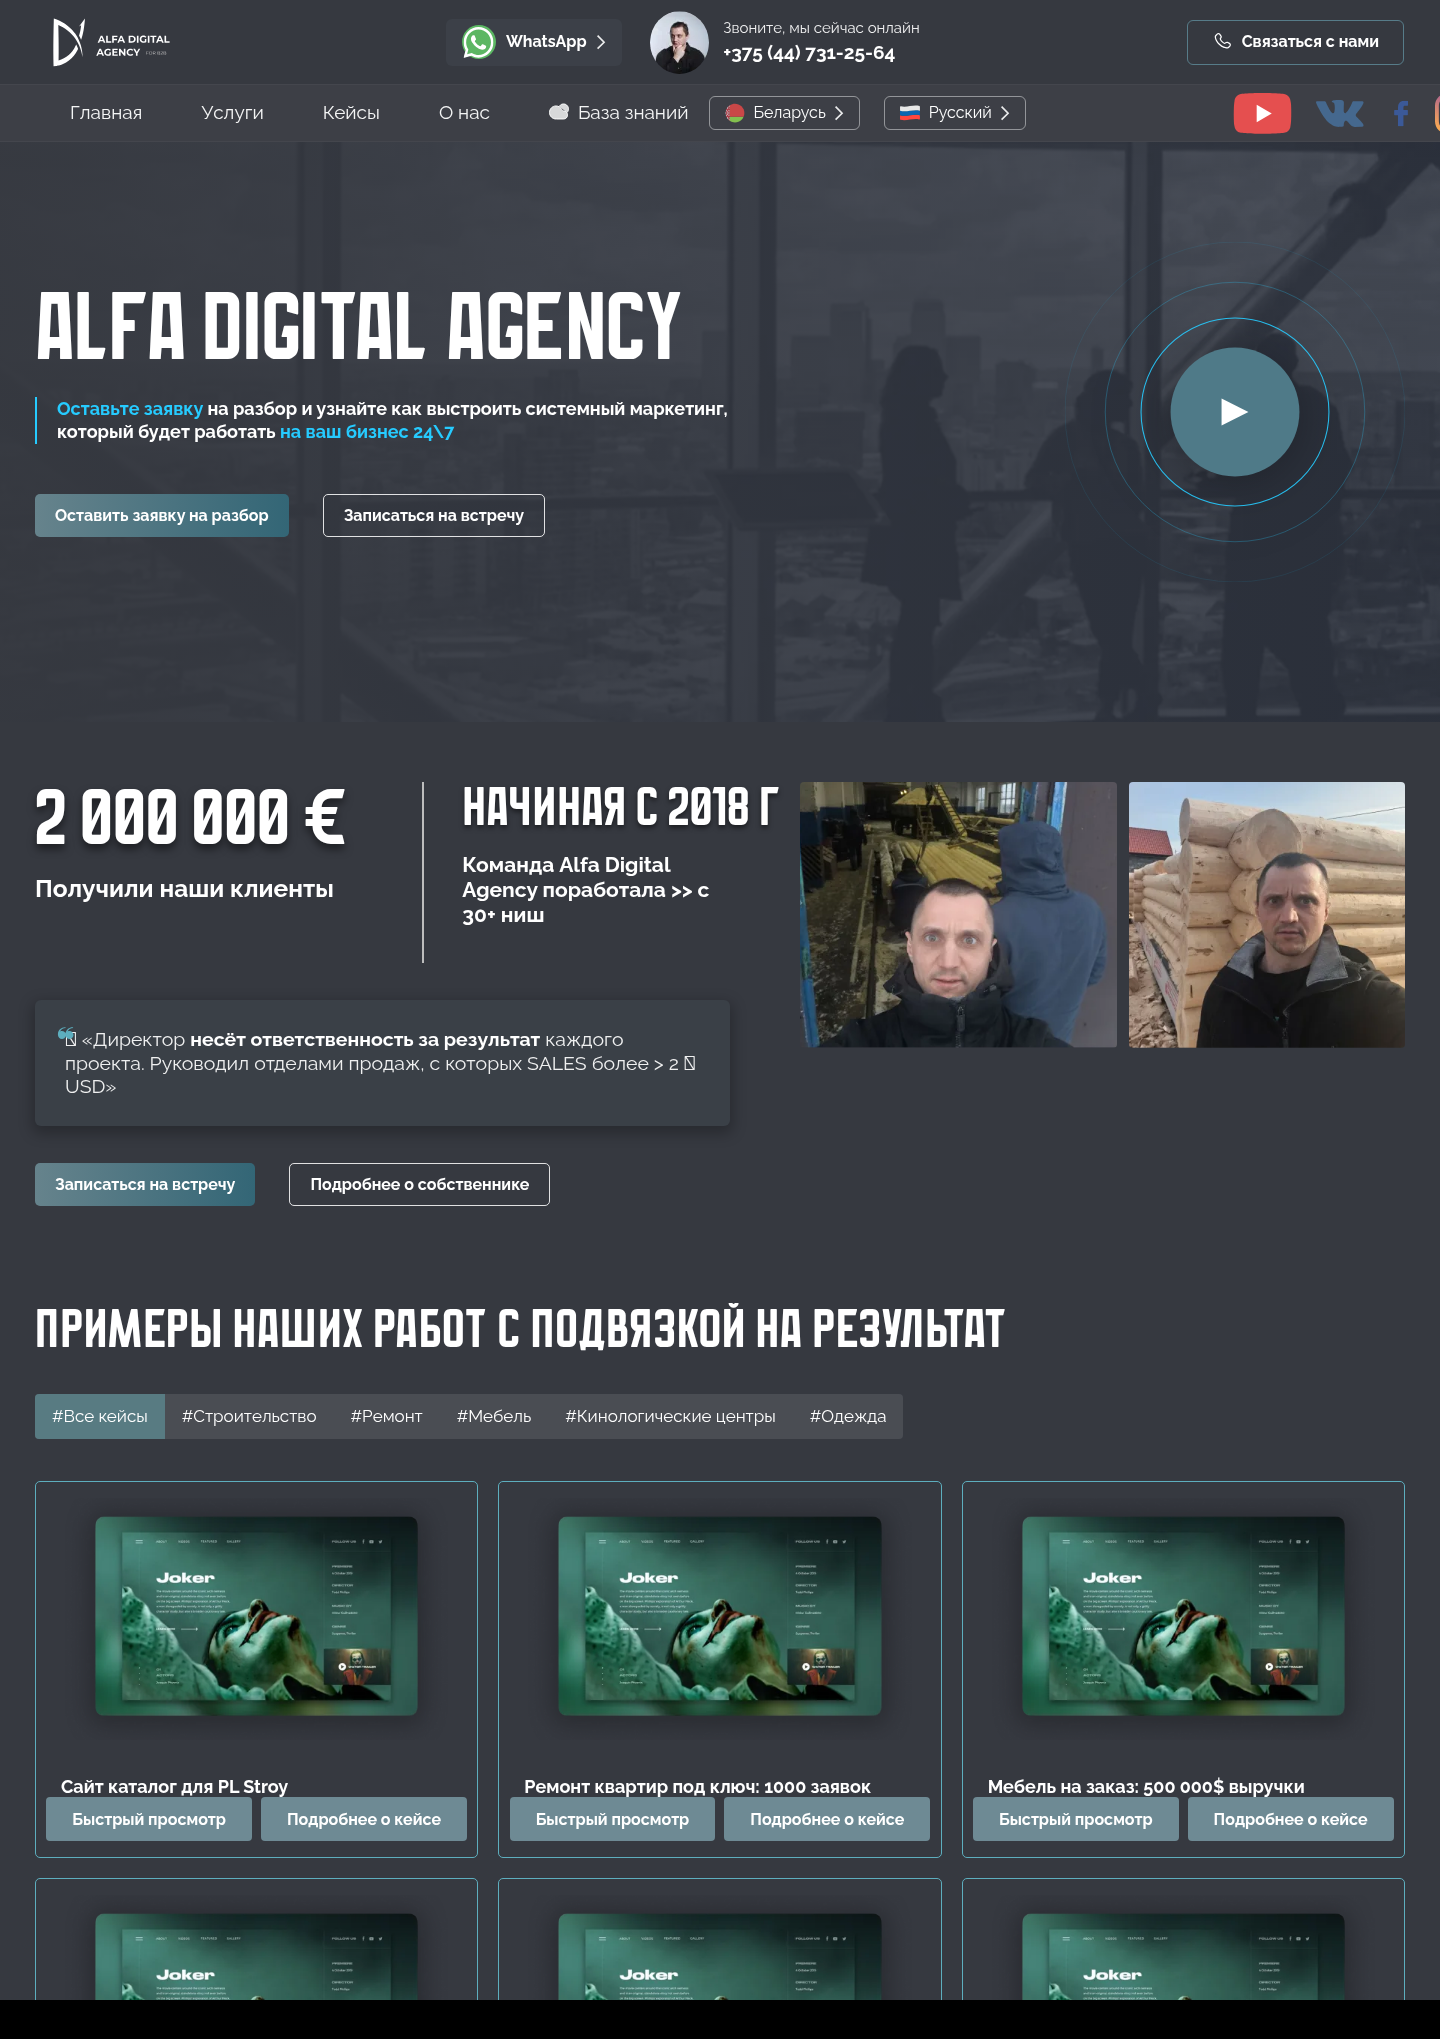 ALFA DIGITAL
AGENCY FOR B2B
WhatsApp
Звоните, мы сейчас онлайн
+375 (44) 731-25-64
Связаться с нами
Главная
Услуги
Кейсы
О нас
База знаний
Беларусь
Русский
ALFA DIGITAL AGENCY
Оставьте заявку на разбор и узнайте как выстроить системный маркетинг,
который будет работать на ваш бизнес 24\7
Оставить заявку на разбор
Записаться на встречу
2 000 000 €
Получили наши клиенты
НАЧИНАЯ С 2018 Г
Команда Alfa Digital
Agency поработала >> с
30+ ниш
«Директор несёт ответственность за результат каждого
проекта. Руководил отделами продаж, с которых SALES более > 2
USD»
Записаться на встречу
Подробнее о собственнике
ПРИМЕРЫ НАШИХ РАБОТ С ПОДВЯЗКОЙ НА РЕЗУЛЬТАТ
#Все кейсы
#Строительство
#Ремонт
#Мебель
#Кинологические центры
#Одежда
Joker
Joker
Joker
Сайт каталог для PL Stroy
Быстрый просмотр
Подробнее о кейсе
Ремонт квартир под ключ: 1000 заявок
Быстрый просмотр
Подробнее о кейсе
Мебель на заказ: 500 000$ выручки
Быстрый просмотр
Подробнее о кейсе
Joker
Joker
Joker